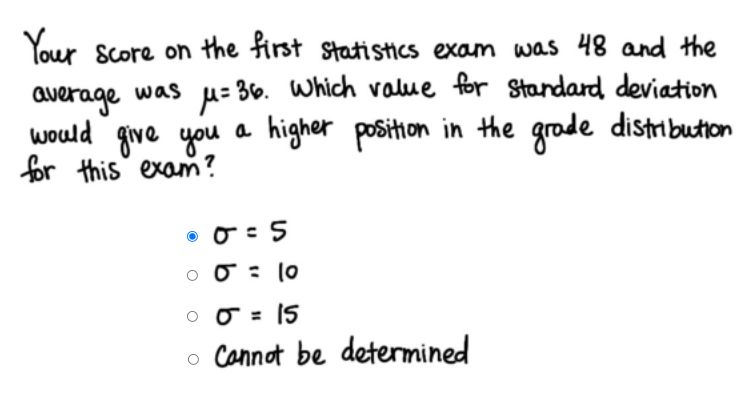 Your score on the first statistics exam was 48 and the
average was μ=36. Which value for standard deviation
would give you a higher position in the grade distribution
for this exam?
σ = 5
σ = 10
σ = 15
Cannot be determined